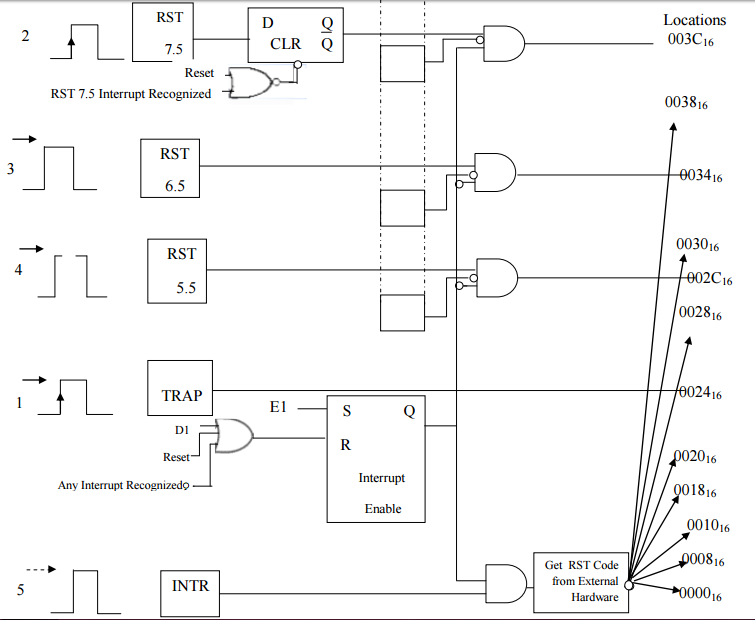 Locations
2
RST
7.5
D Q
CLR Q̅
003C₁₆
Reset
RST 7.5 Interrupt Recognized
0038₁₆
3
RST
6.5
0034₁₆
4
RST
5.5
0030₁₆
002C₁₆
0028₁₆
1
TRAP
0024₁₆
E1
S Q
D1
R
Reset
Interrupt
Enable
Any Interrupt Recognized
0020₁₆
0018₁₆
0010₁₆
5
INTR
Get RST Code
from External
Hardware
0008₁₆
0000₁₆